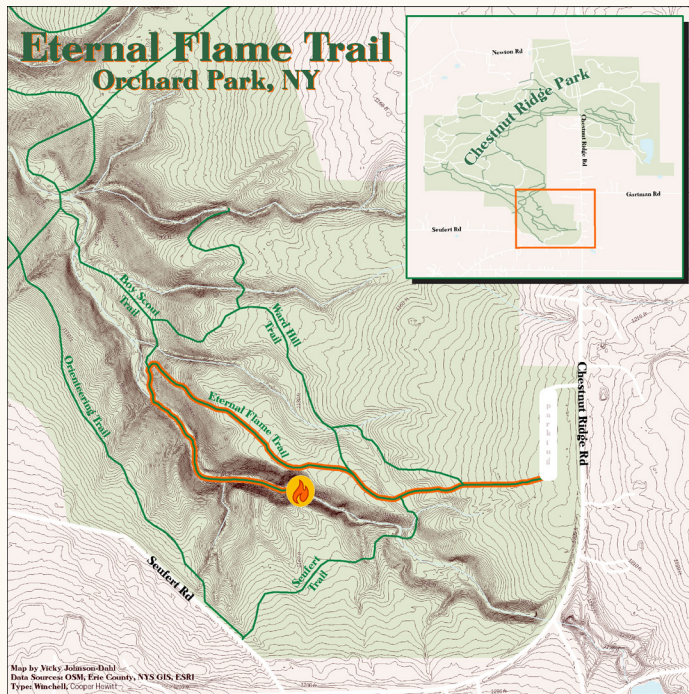 Eternal Flame Trail
Orchard Park, NY
Newton Rd
Chestnut Ridge Park
Chestnut Ridge Rd
Gartman Rd
Seufert Rd
Boy Scout
Trail
Ward Hill
Trail
Orienteering Trail
Eternal Flame Trail
parking
Chestnut Ridge Rd
Seufert
Trail
Seufert Rd
Map by Vicky Johnson-Dahl
Data Sources: OSM, Erie County, NYS GIS, ESRI
Type: Winchell, Cooper Hewitt